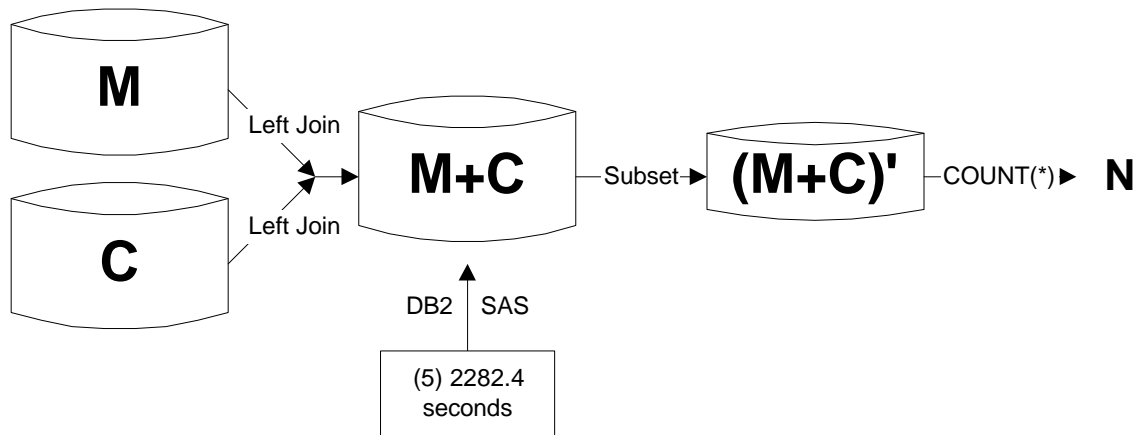 M
Left Join
M+C
Subset
(M+C)'
COUNT(*)
N
Left Join
C
DB2
SAS
(5) 2282.4
seconds